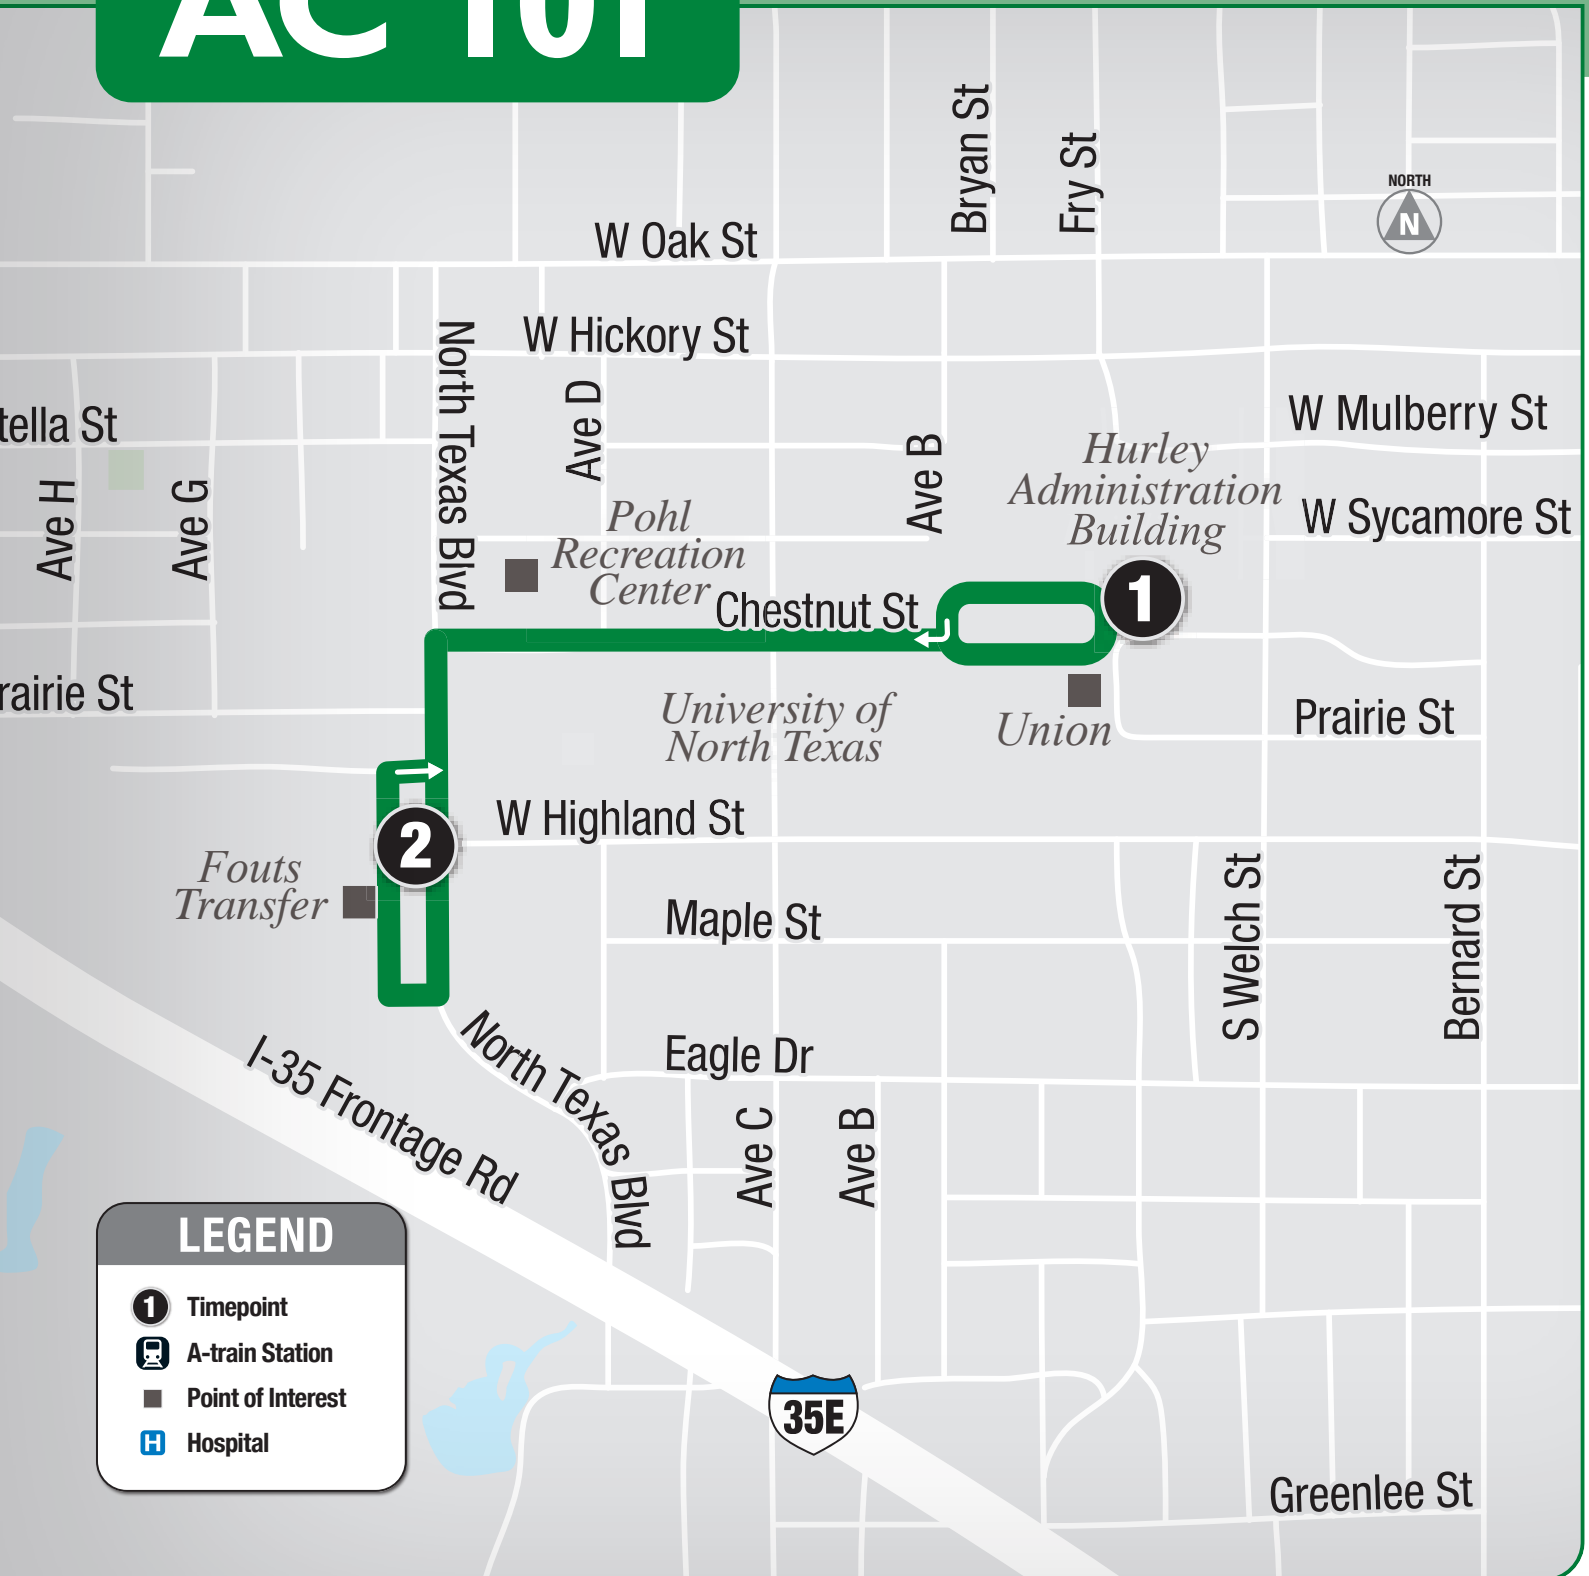 AC 101
Bryan St
Fry St
NORTH
N
W Oak St
W Hickory St
North Texas Blvd
Ave D
tella St
W Mulberry St
Ave B
Hurley
Administration
Building
Ave H
Ave G
W Sycamore St
Pohl
Recreation
Center
Chestnut St
1
rairie St
University of
North Texas
Union
Prairie St
W Highland St
2
Fouts
Transfer
Maple St
S Welch St
Bernard St
North Texas Blvd
Eagle Dr
I-35 Frontage Rd
Ave C
Ave B
LEGEND
1 Timepoint
A-train Station
Point of Interest
H Hospital
35E
Greenlee St